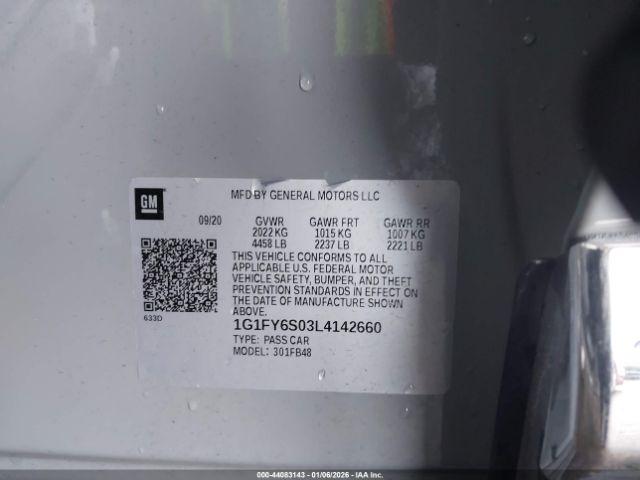 GM
MFD BY GENERAL MOTORS LLC
09/20 GVWR GAWR FRT GAWR RR
2022 KG 1015 KG 1007 KG
4458 LB 2237 LB 2221 LB
THIS VEHICLE CONFORMS TO ALL
APPLICABLE U.S. FEDERAL MOTOR
VEHICLE SAFETY, BUMPER, AND THEFT
PREVENTION STANDARDS IN EFFECT ON
THE DATE OF MANUFACTURE SHOWN
ABOVE.
633D
1G1FY6S03L4142660
TYPE: PASS CAR
MODEL: 301FB48
000-44083143 - 01/06/2026 - IAA Inc.